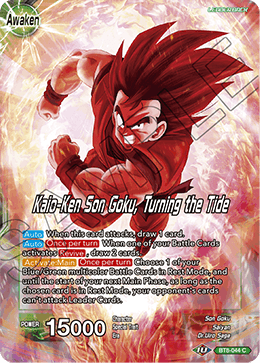 Awaken
LEADER/BACK
Kaio-Ken Son Goku, Turning the Tide
Auto When this card attacks, draw 1 card.
Auto Once per turn When one of your Battle Cards
activates Revive, draw 2 cards.
Activate Main Once per turn Choose 1 of your
Blue/Green multicolor Battle Cards in Rest Mode, and
until the start of your next Main Phase, as long as the
chosen card is in Rest Mode, your opponent's cards
can't attack Leader Cards.
POWER 15000
Character
Special Trait
Era
Son Goku
Saiyan
BT8-044 C